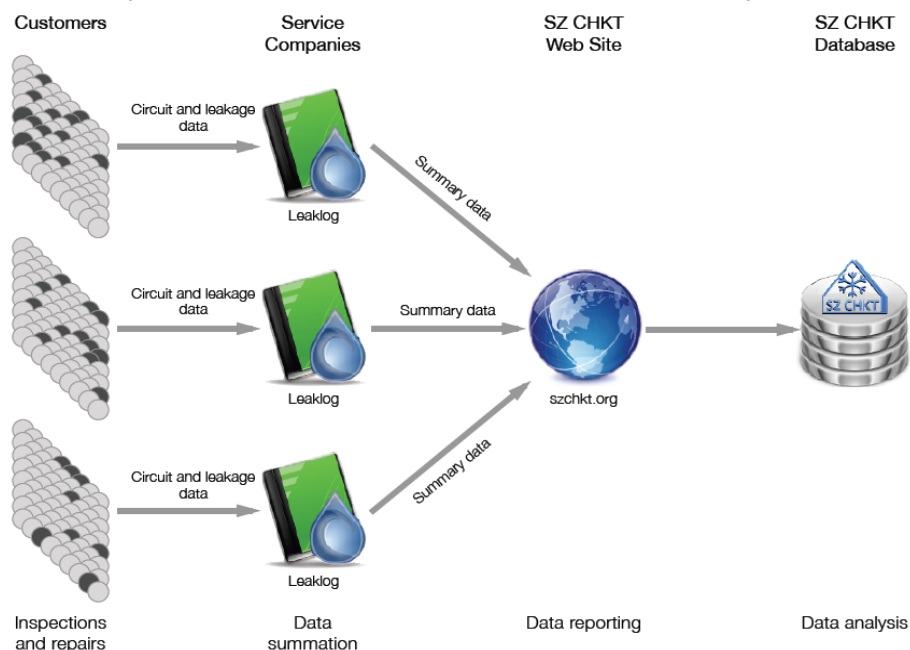 Customers
Service
Companies
SZ CHKT
Web Site
SZ CHKT
Database
Circuit and leakage
data
Leaklog
Summary data
Circuit and leakage
data
Leaklog
Summary data
szchkt.org
SZ CHKT
Circuit and leakage
data
Leaklog
Summary data
Inspections
and repairs
Data
summation
Data reporting
Data analysis